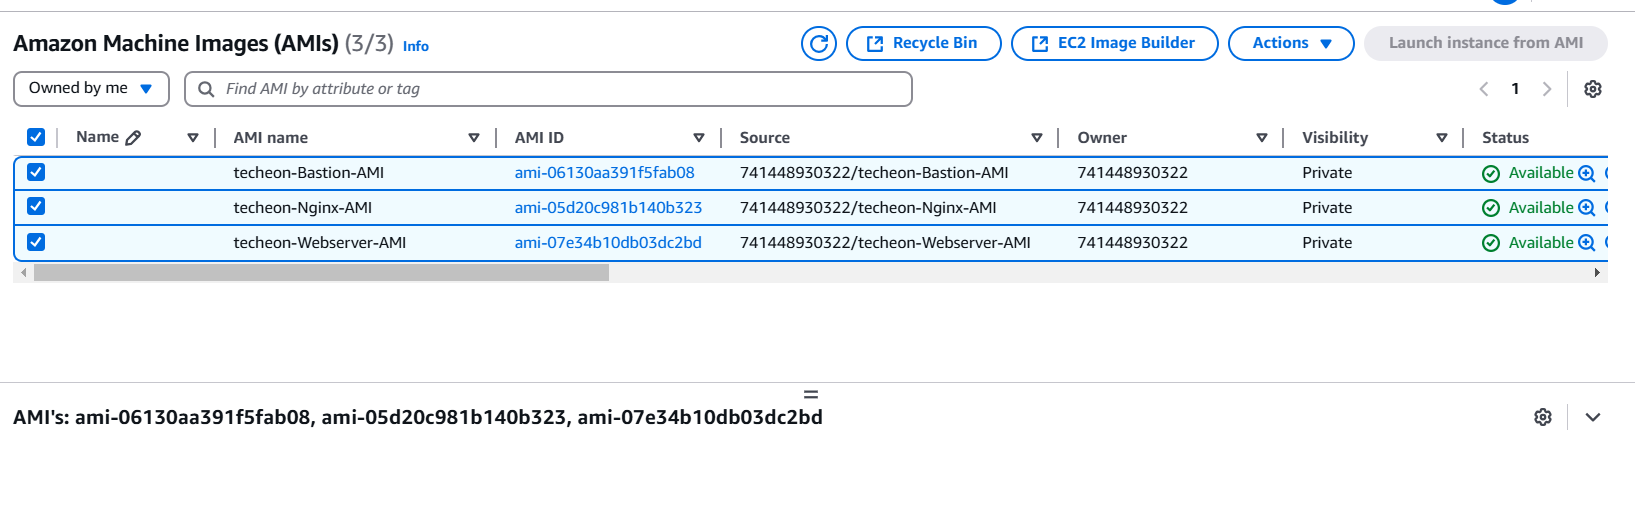 Amazon Machine Images (AMIs) (3/3) Info Recycle Bin EC2 Image Builder Actions Launch instance from AMI
Owned by me Find AMI by attribute or tag 1
Name AMI name AMI ID Source Owner Visibility Status
techeon-Bastion-AMI ami-06130aa391f5fab08 741448930322/techeon-Bastion-AMI 741448930322 Private Available
techeon-Nginx-AMI ami-05d20c981b140b323 741448930322/techeon-Nginx-AMI 741448930322 Private Available
techeon-Webserver-AMI ami-07e34b10db03dc2bd 741448930322/techeon-Webserver-AMI 741448930322 Private Available
AMI's: ami-06130aa391f5fab08, ami-05d20c981b140b323, ami-07e34b10db03dc2bd